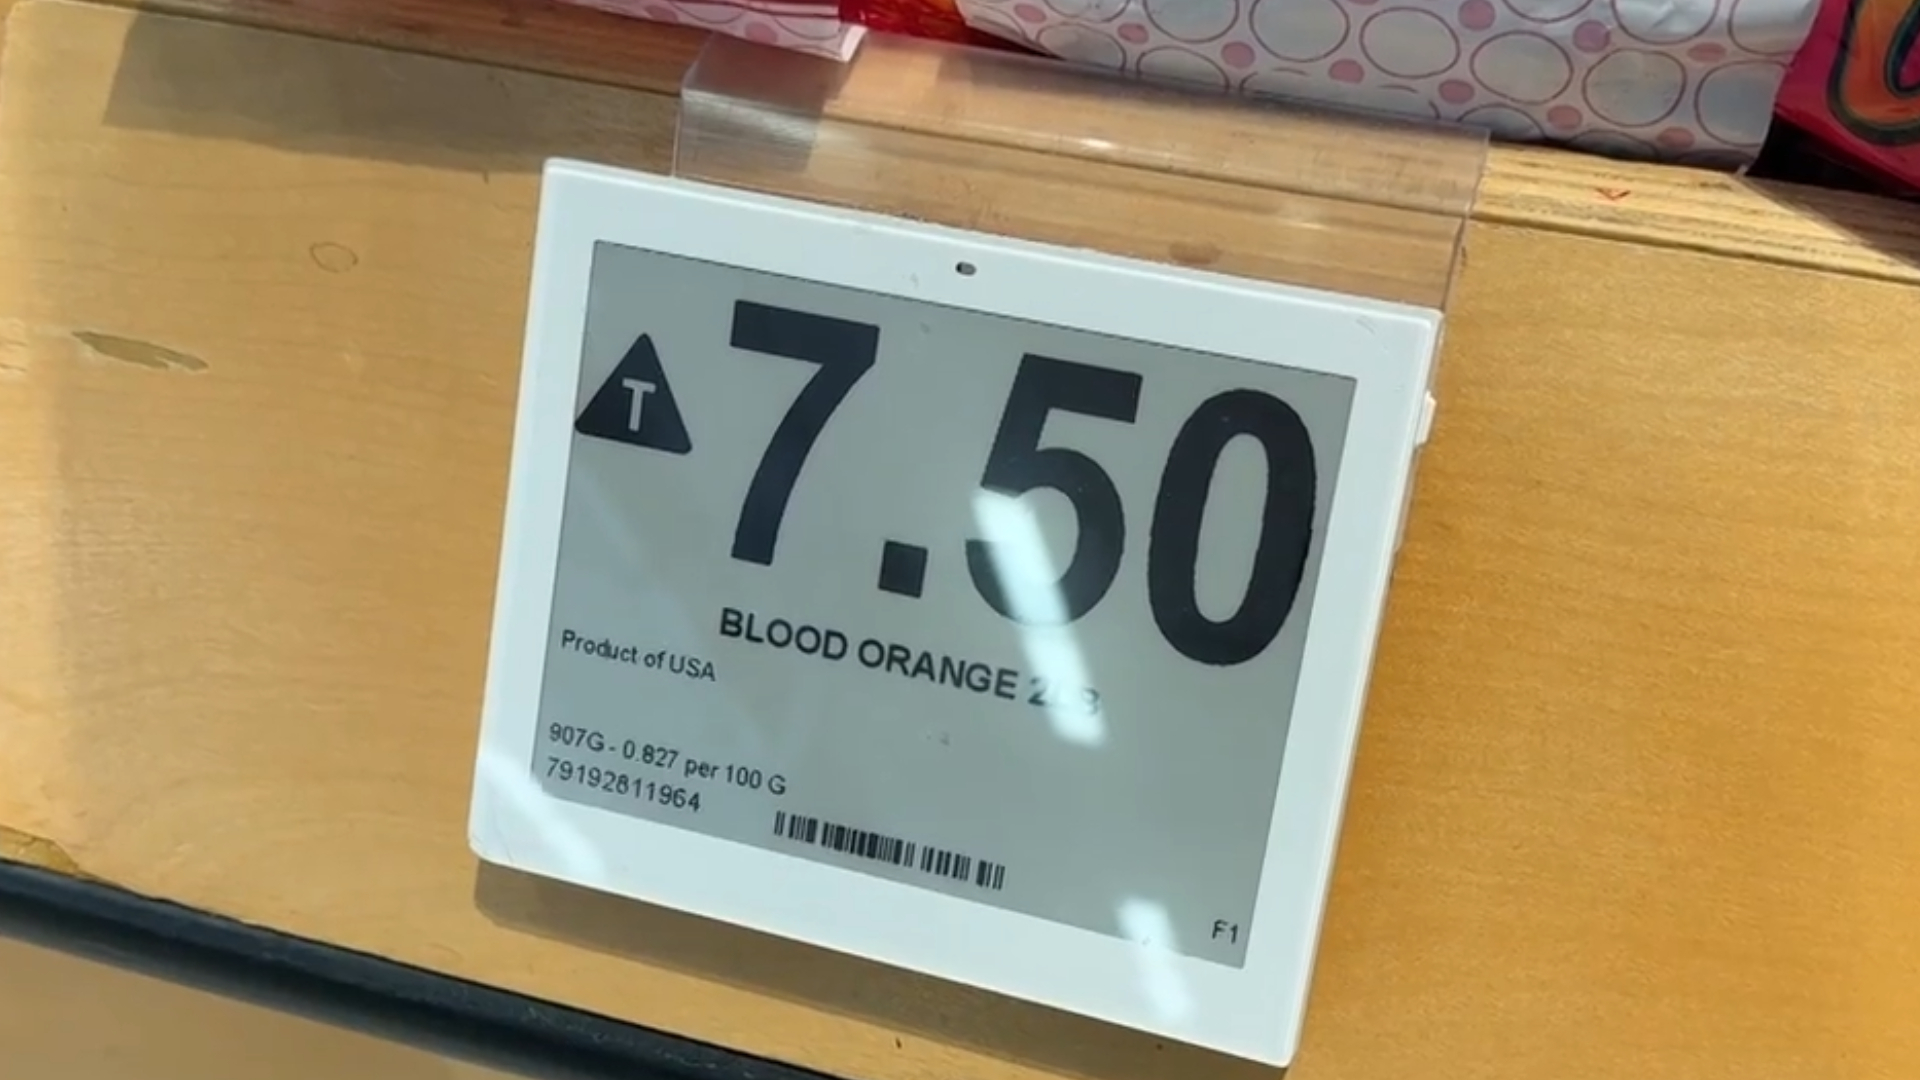 T
7.50
BLOOD ORANGE
Product of USA
907G - 0.827 per 100 G
79192811964
F1